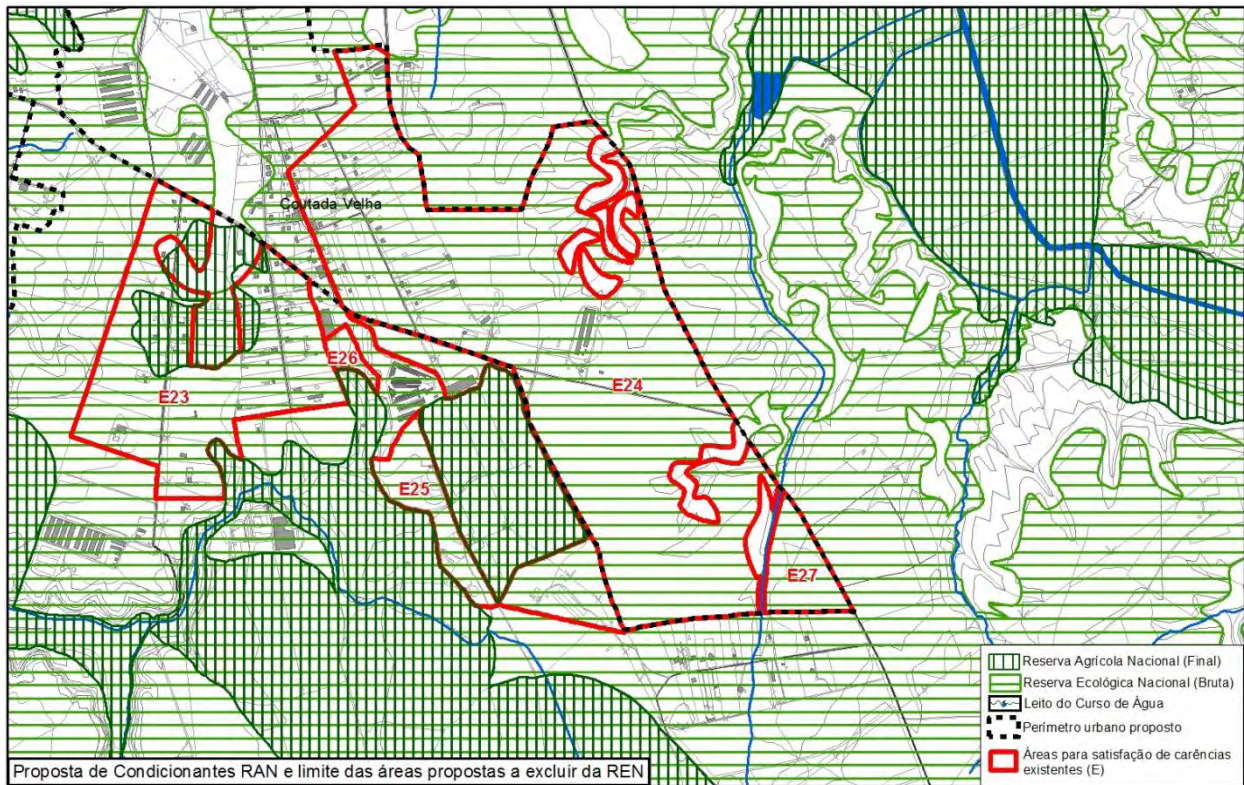 Coutada Velha
E26
E24
E23
E25
E27
Reserva Agrícola Nacional (Final)
Reserva Ecológica Nacional (Bruta)
Leito do Curso de Água
Perímetro urbano proposto
Áreas para satisfação de carências
existentes (E)
Proposta de Condicionantes RAN e limite das áreas propostas a excluir da REN